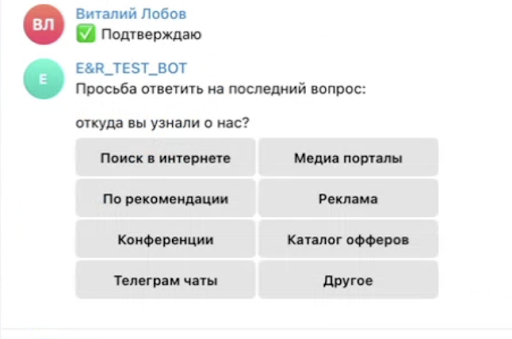 ВЛ
Виталий Лобов
✅ Подтверждаю
E
E&R_TEST_BOT
Просьба ответить на последний вопрос:
откуда вы узнали о нас?
Поиск в интернете
Медиа порталы
По рекомендации
Реклама
Конференции
Каталог офферов
Телеграм чаты
Другое